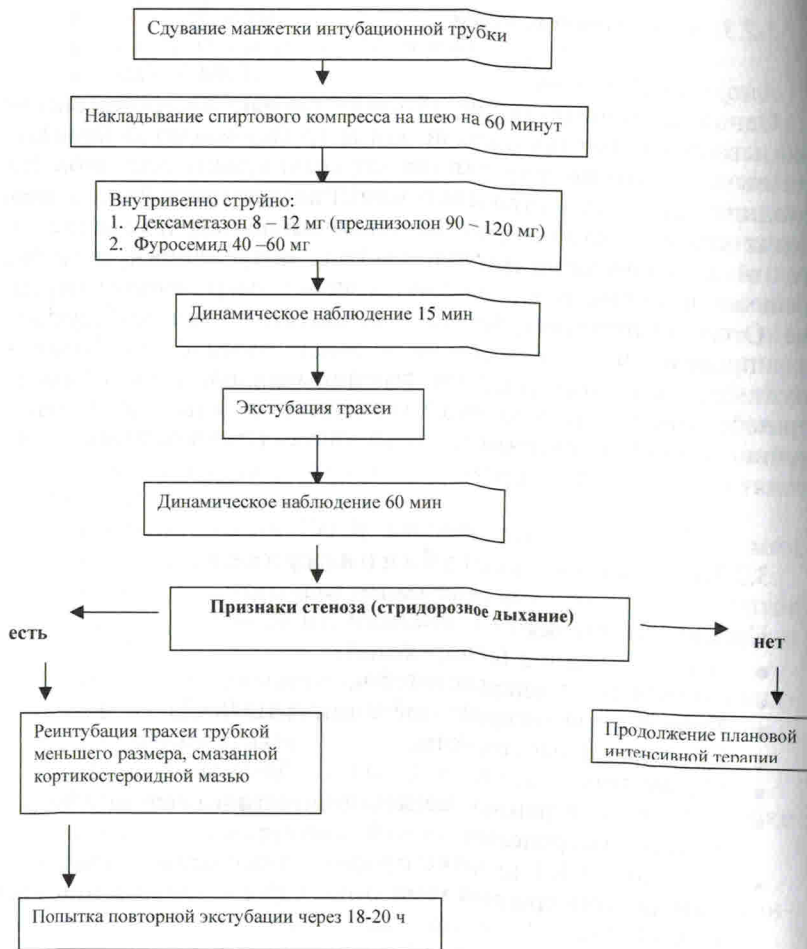 Сдувание манжетки интубационной трубки
Накладывание спиртового компресса на шею на 60 минут
Внутривенно струйно:
1. Дексаметазон 8 – 12 мг (преднизолон 90 – 120 мг)
2. Фуросемид 40 –60 мг
Динамическое наблюдение 15 мин
Экстубация трахеи
Динамическое наблюдение 60 мин
Признаки стеноза (стридорозное дыхание)
есть
нет
Реинтубация трахеи трубкой
меньшего размера, смазанной
кортикостероидной мазью
Продолжение плановой
интенсивной терапии
Попытка повторной экстубации через 18-20 ч